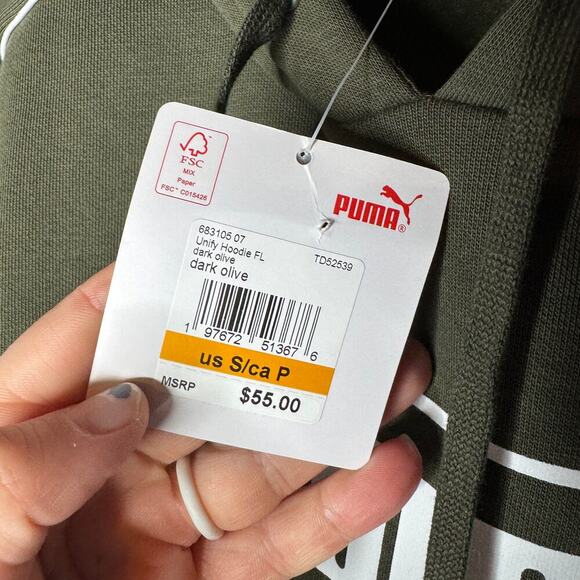 FSC
MIX
Paper
FSC™ C015426
PUMA®
683105 07
Unify Hoodie FL
dark olive
TD52539
dark olive
1 97672 51367 6
us S/ca P
MSRP
$55.00